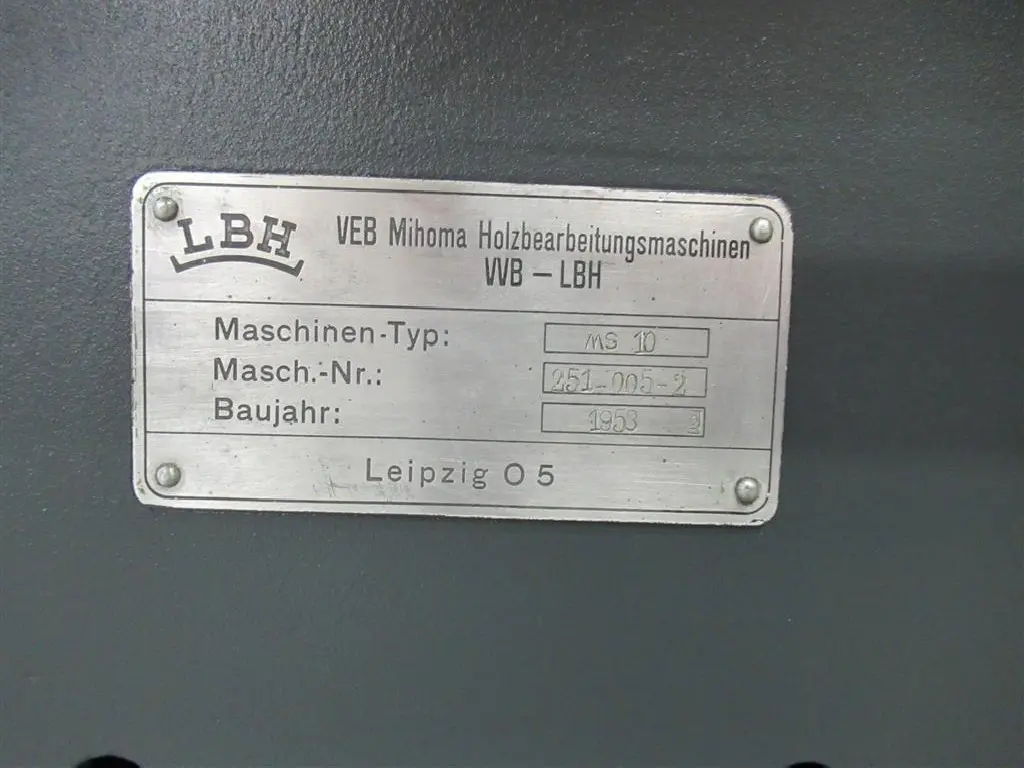 LBH
VEB Mihoma Holzbearbeitungsmaschinen
VVB – LBH
Maschinen-Typ: MS 10
Masch.-Nr.: 251-005-2
Baujahr: 1953 2
Leipzig O 5